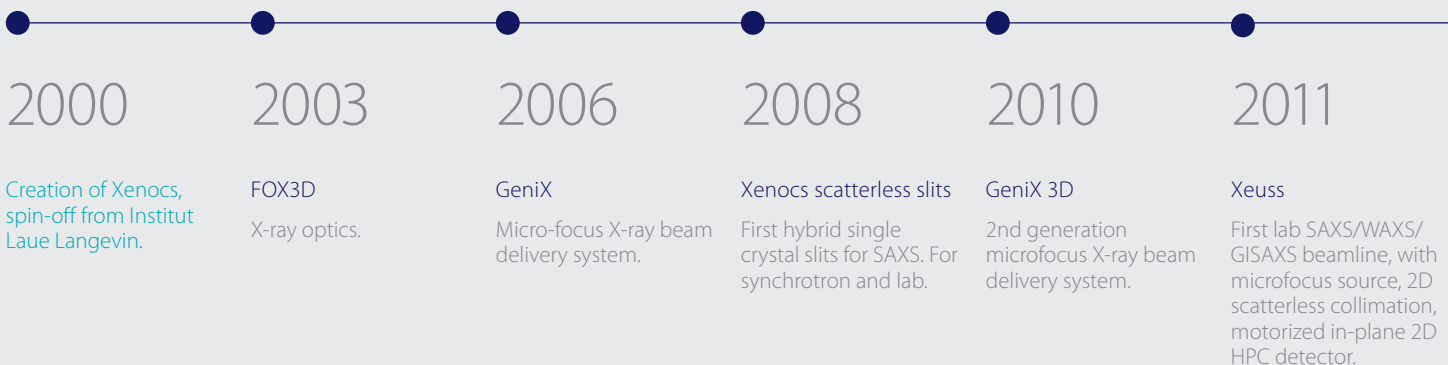 2000
Creation of Xenocs,
spin-off from Institut
Laue Langevin.
2003
FOX3D
X-ray optics.
2006
GeniX
Micro-focus X-ray beam
delivery system.
2008
Xenocs scatterless slits
First hybrid single
crystal slits for SAXS. For
synchrotron and lab.
2010
GeniX 3D
2nd generation
microfocus X-ray beam
delivery system.
2011
Xeuss
First lab SAXS/WAXS/
GISAXS beamline, with
microfocus source, 2D
scatterless collimation,
motorized in-plane 2D
HPC detector.